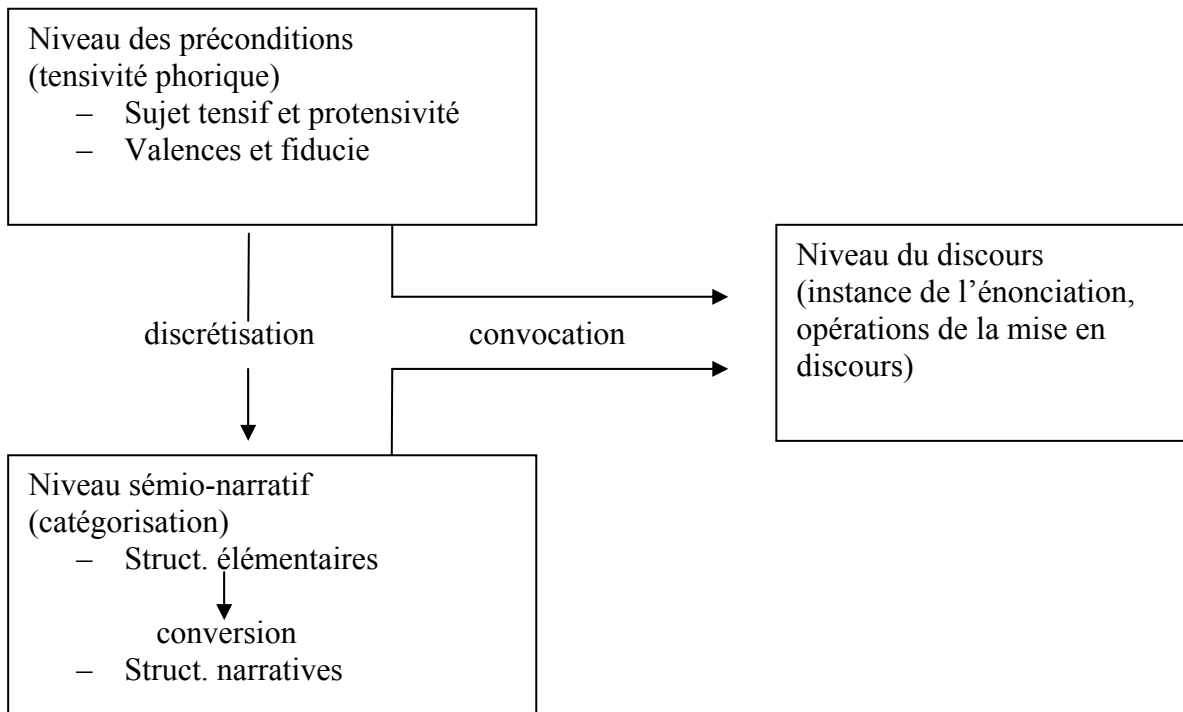 Niveau des préconditions
(tensivité phorique)
– Sujet tensif et protensivité
– Valences et fiducie
Niveau du discours
(instance de l’énonciation,
opérations de la mise en
discours)
discrétisation
convocation
Niveau sémio-narratif
(catégorisation)
– Struct. élémentaires
conversion
– Struct. narratives